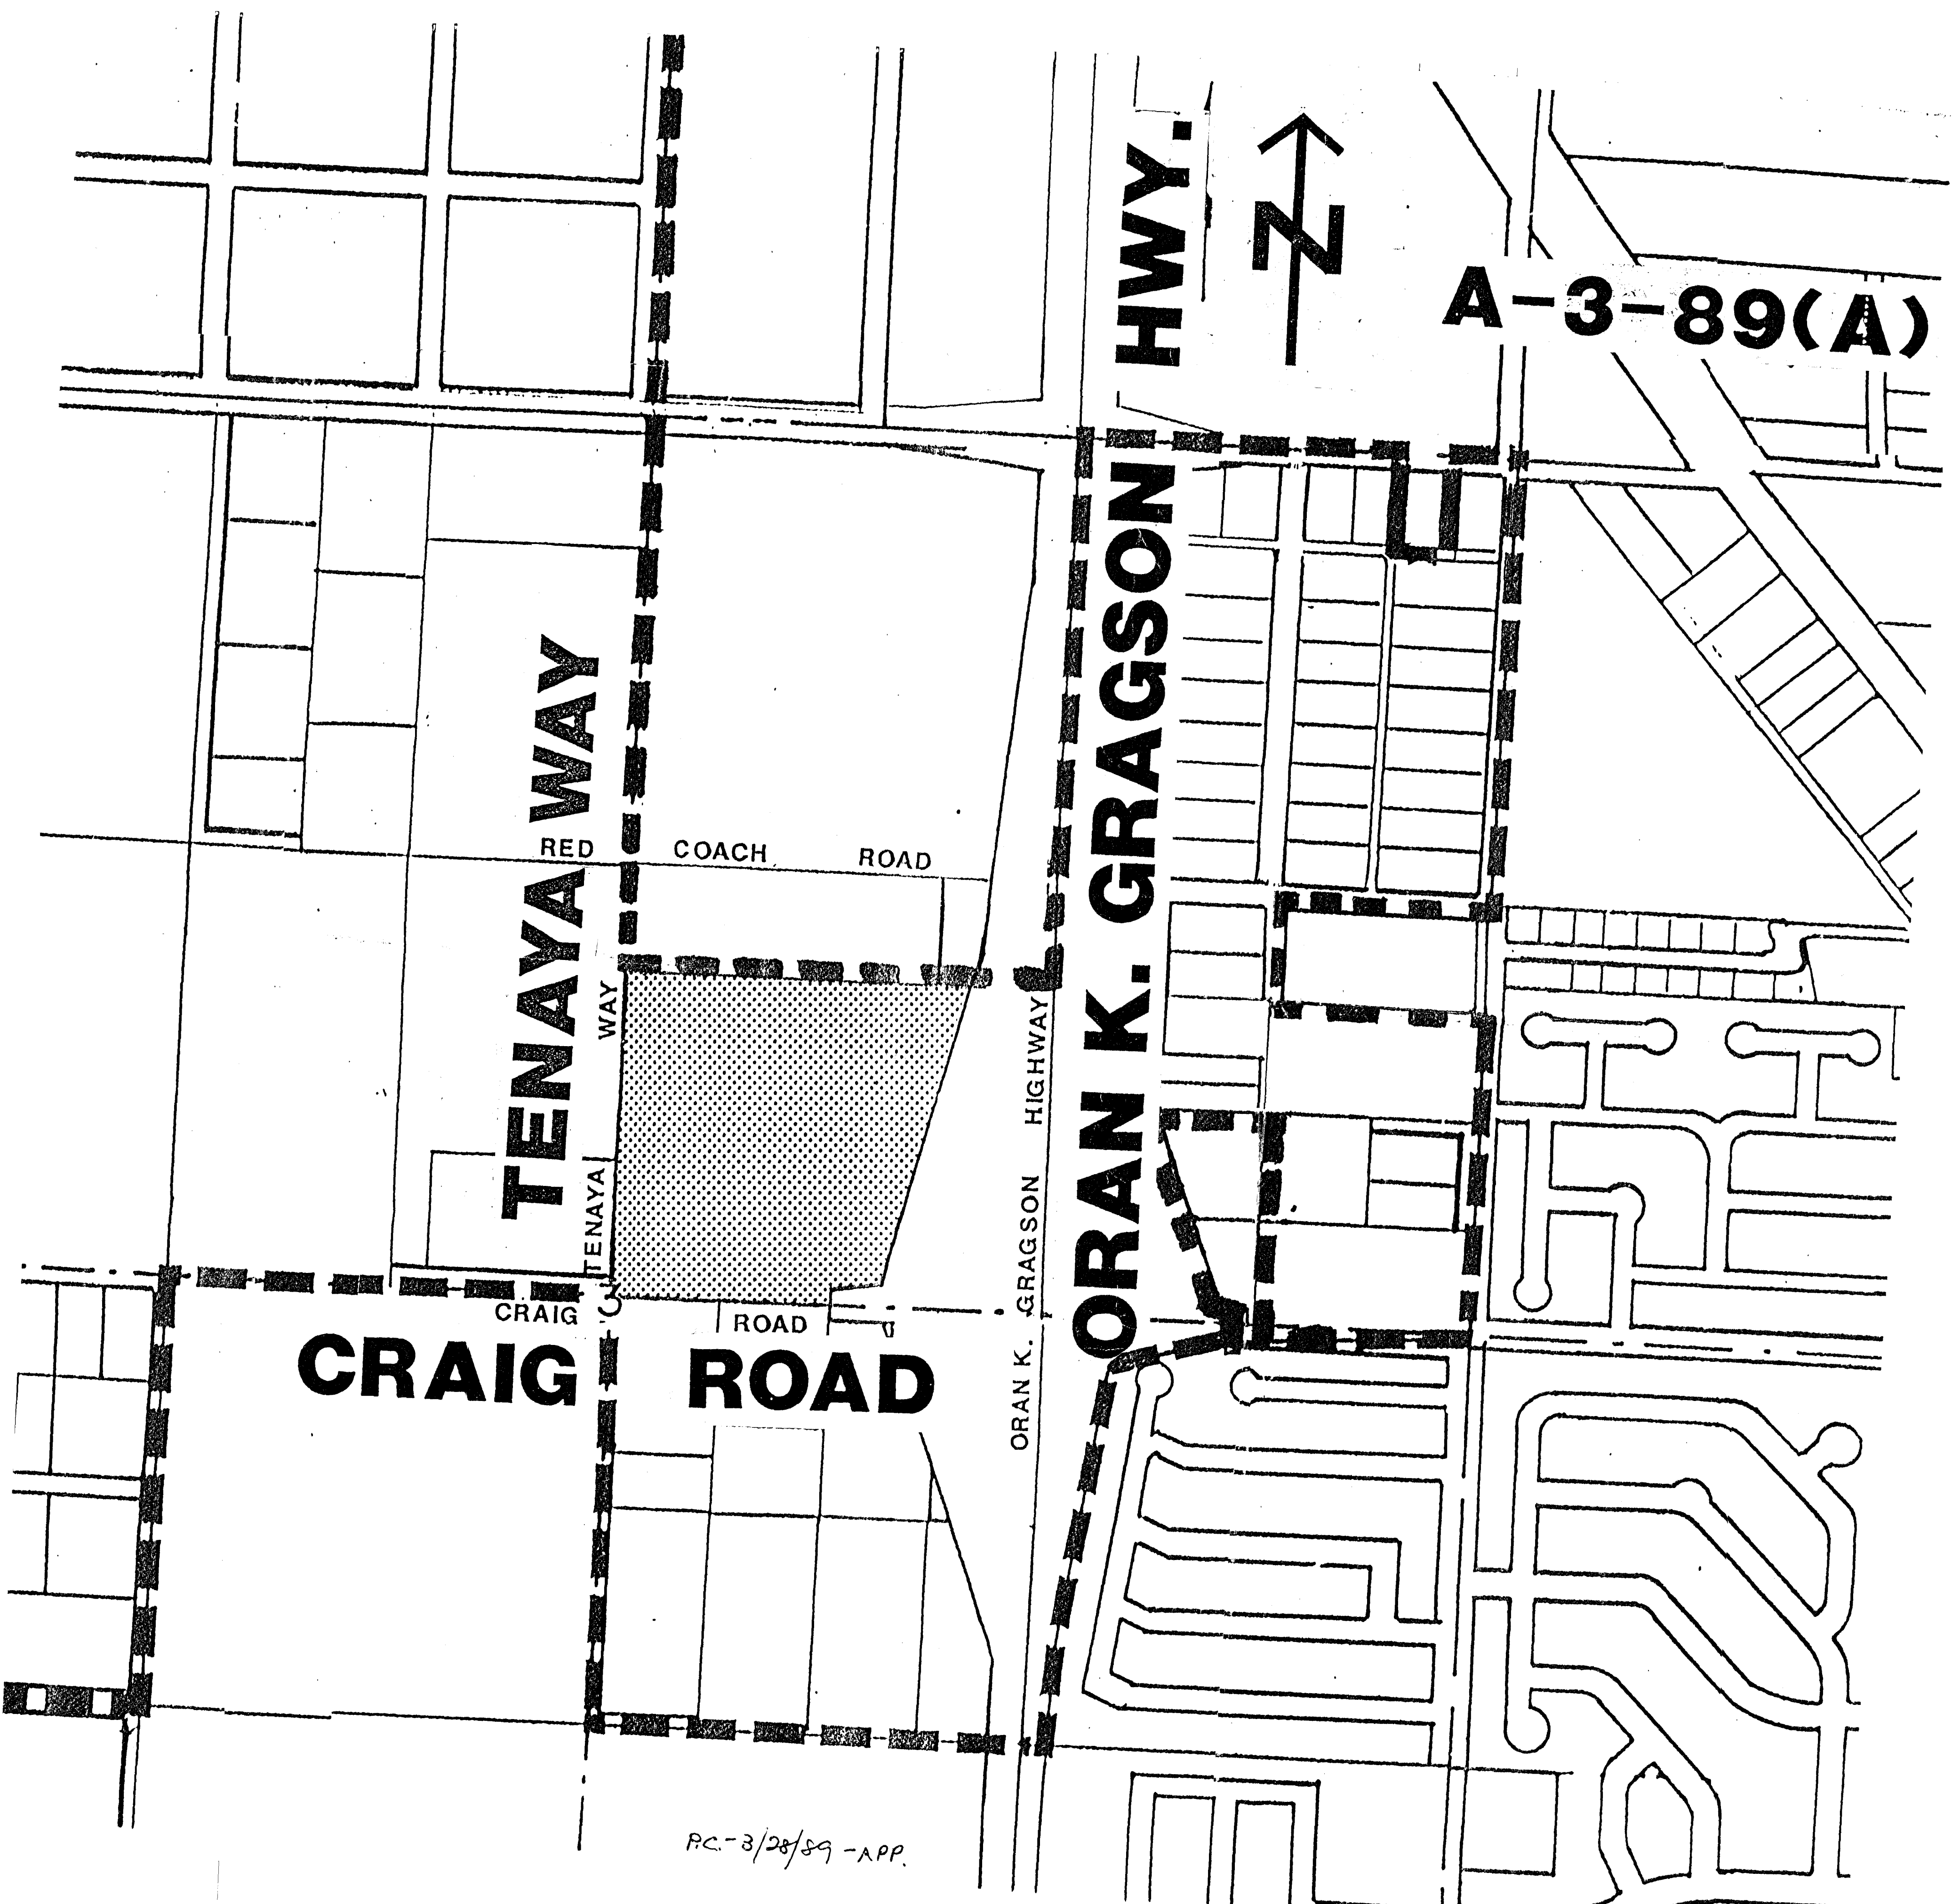 N
A-3-89(A)
ORAN K. GRAGSON HWY.
TENAYA WAY
RED COACH ROAD
TENAYA WAY
ORAN K. GRAGSON HIGHWAY
CRAIG ROAD
CRAIG ROAD
P.C.-3/28/89-APP.